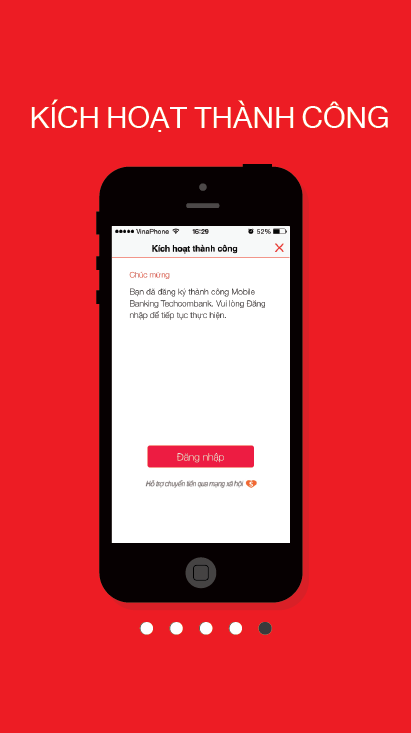 KÍCH HOẠT THÀNH CÔNG
VinaPhone 16:29 52%
Kích hoạt thành công
Chúc mừng
Bạn đã đăng ký thành công Mobile
Banking Techcombank. Vui lòng Đăng
nhập để tiếp tục thực hiện.
Đăng nhập
Hỗ trợ chuyển tiền qua mạng xã hội